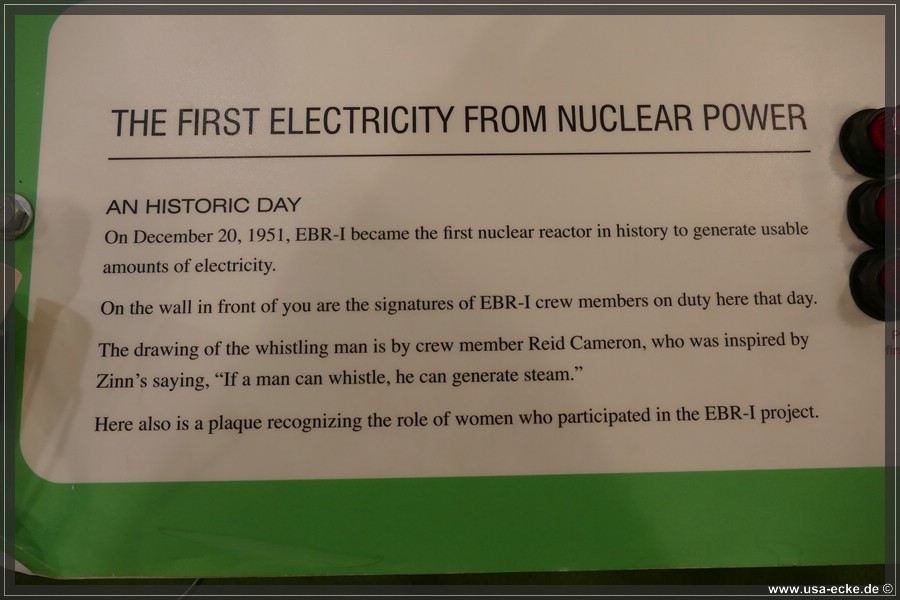 THE FIRST ELECTRICITY FROM NUCLEAR POWER
AN HISTORIC DAY
On December 20, 1951, EBR-I became the first nuclear reactor in history to generate usable
amounts of electricity.
On the wall in front of you are the signatures of EBR-I crew members on duty here that day.
The drawing of the whistling man is by crew member Reid Cameron, who was inspired by
Zinn's saying, “If a man can whistle, he can generate steam.”
Here also is a plaque recognizing the role of women who participated in the EBR-I project.
www.usa-ecke.de ©